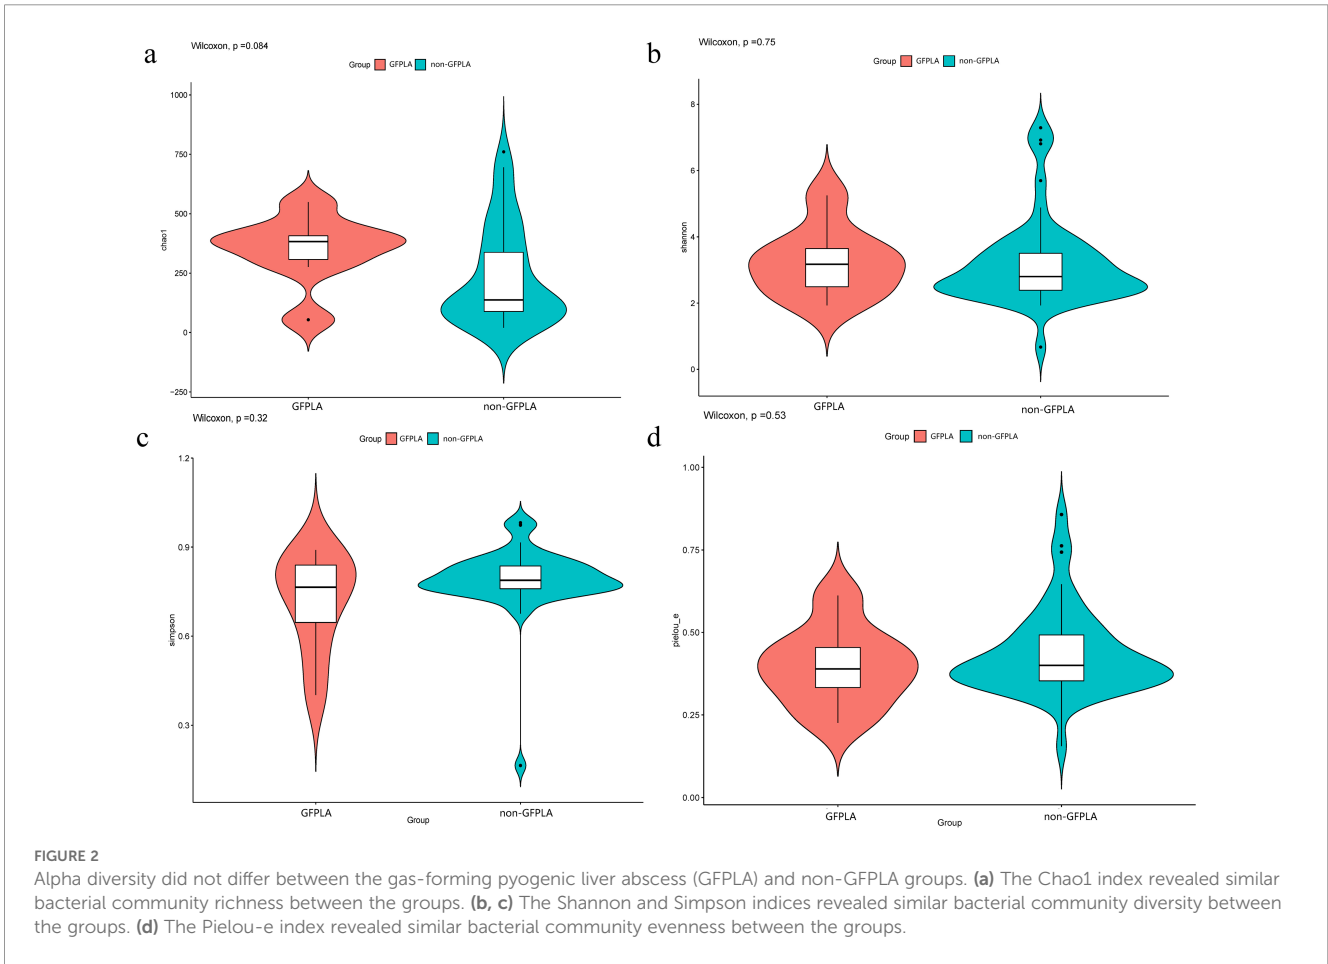 a
Wilcoxon, p =0.084
Group GFPLA non-GFPLA
1000
750
500
250
0
−250
chao1
GFPLA non-GFPLA
b
Wilcoxon, p =0.75
Group GFPLA non-GFPLA
8
6
4
2
0
shannon
GFPLA non-GFPLA
c
Wilcoxon, p =0.32
Group GFPLA non-GFPLA
1.2
0.9
0.6
0.3
simpson
GFPLA non-GFPLA
Group
d
Wilcoxon, p =0.53
Group GFPLA non-GFPLA
1.00
0.75
0.50
0.25
0.00
pielou_e
GFPLA non-GFPLA
Group
FIGURE 2
Alpha diversity did not differ between the gas-forming pyogenic liver abscess (GFPLA) and non-GFPLA groups. (a) The Chao1 index revealed similar
bacterial community richness between the groups. (b, c) The Shannon and Simpson indices revealed similar bacterial community diversity between
the groups. (d) The Pielou-e index revealed similar bacterial community evenness between the groups.